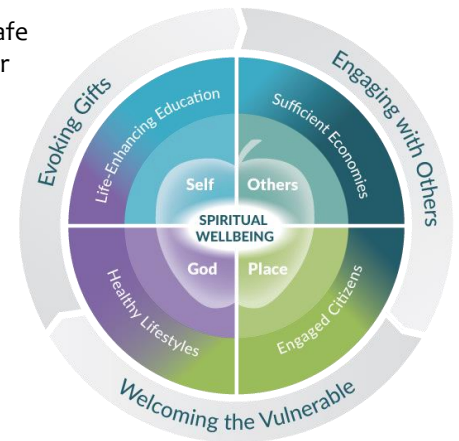 afe
r
Evoking Gifts
Engaging with Others
Life-Enhancing Education
Sufficient Economies
Self
Others
SPIRITUAL
WELLBEING
God
Place
Healthy Lifestyles
Engaged Citizens
Welcoming the Vulnerable